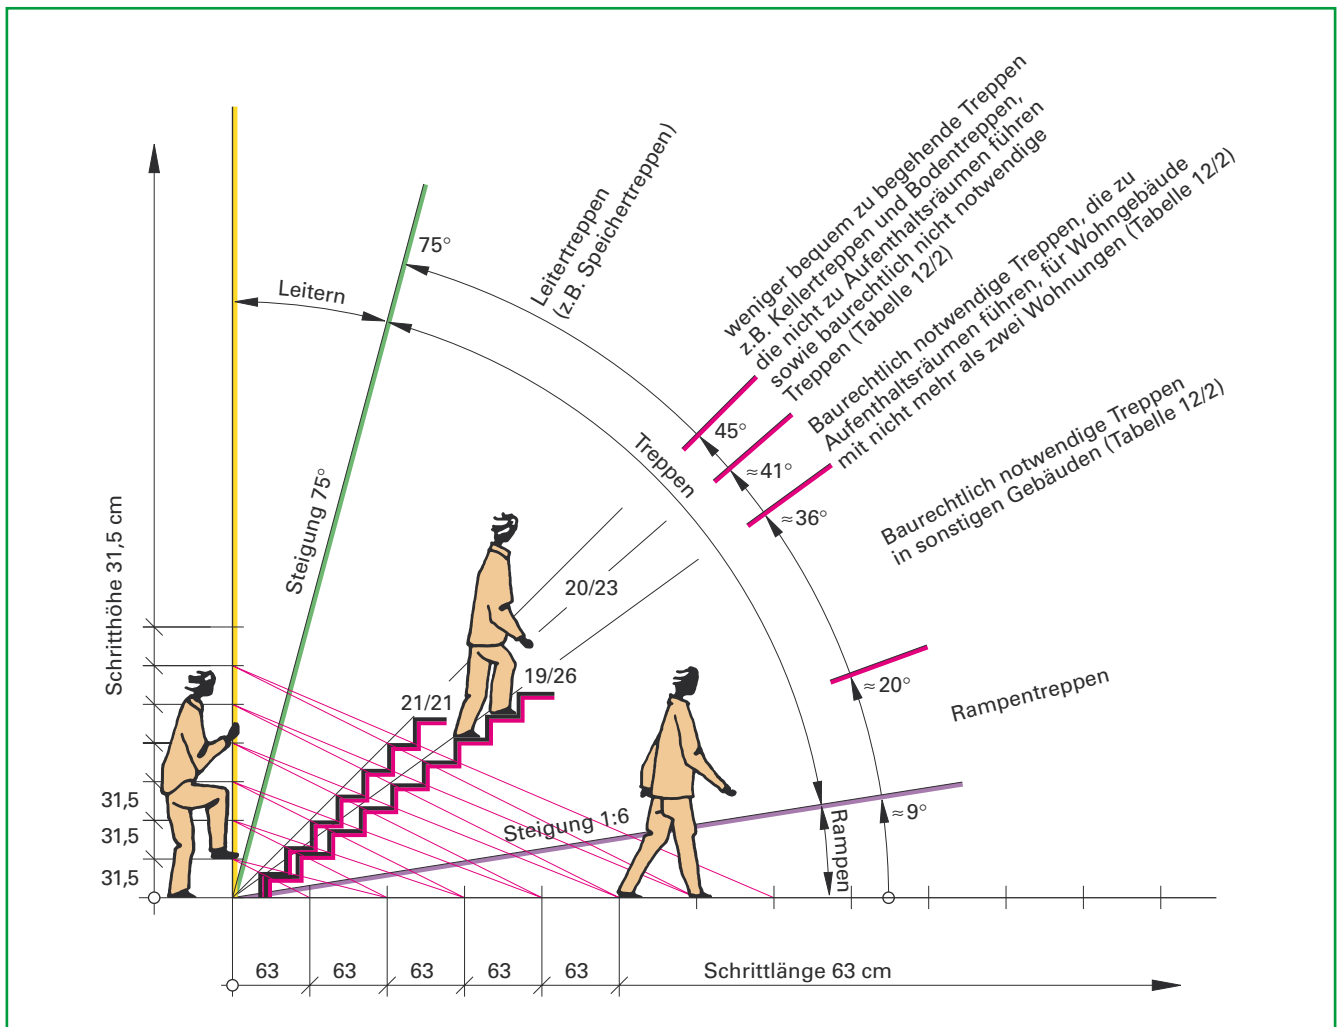 weniger bequem zu begehende Treppen
z.B. Kellertreppen und Bodentreppen,
die nicht zu Aufenthaltsräumen führen
sowie baurechtlich nicht notwendige
Treppen (Tabelle 12/2)
Leitertreppen
(z.B. Speichertreppen)
Baurechtlich notwendige Treppen, die zu
Aufenthaltsräumen führen, für Wohngebäude
mit nicht mehr als zwei Wohnungen (Tabelle 12/2)
75°
Leitern
Baurechtlich notwendige Treppen
in sonstigen Gebäuden (Tabelle 12/2)
45°
Treppen
≈41°
≈36°
Steigung 75°
Schritthöhe 31,5 cm
20/23
19/26
21/21
≈20°
Rampentreppen
31,5
31,5
31,5
Steigung 1:6
Rampen
≈9°
63
63
63
63
63
Schrittlänge 63 cm